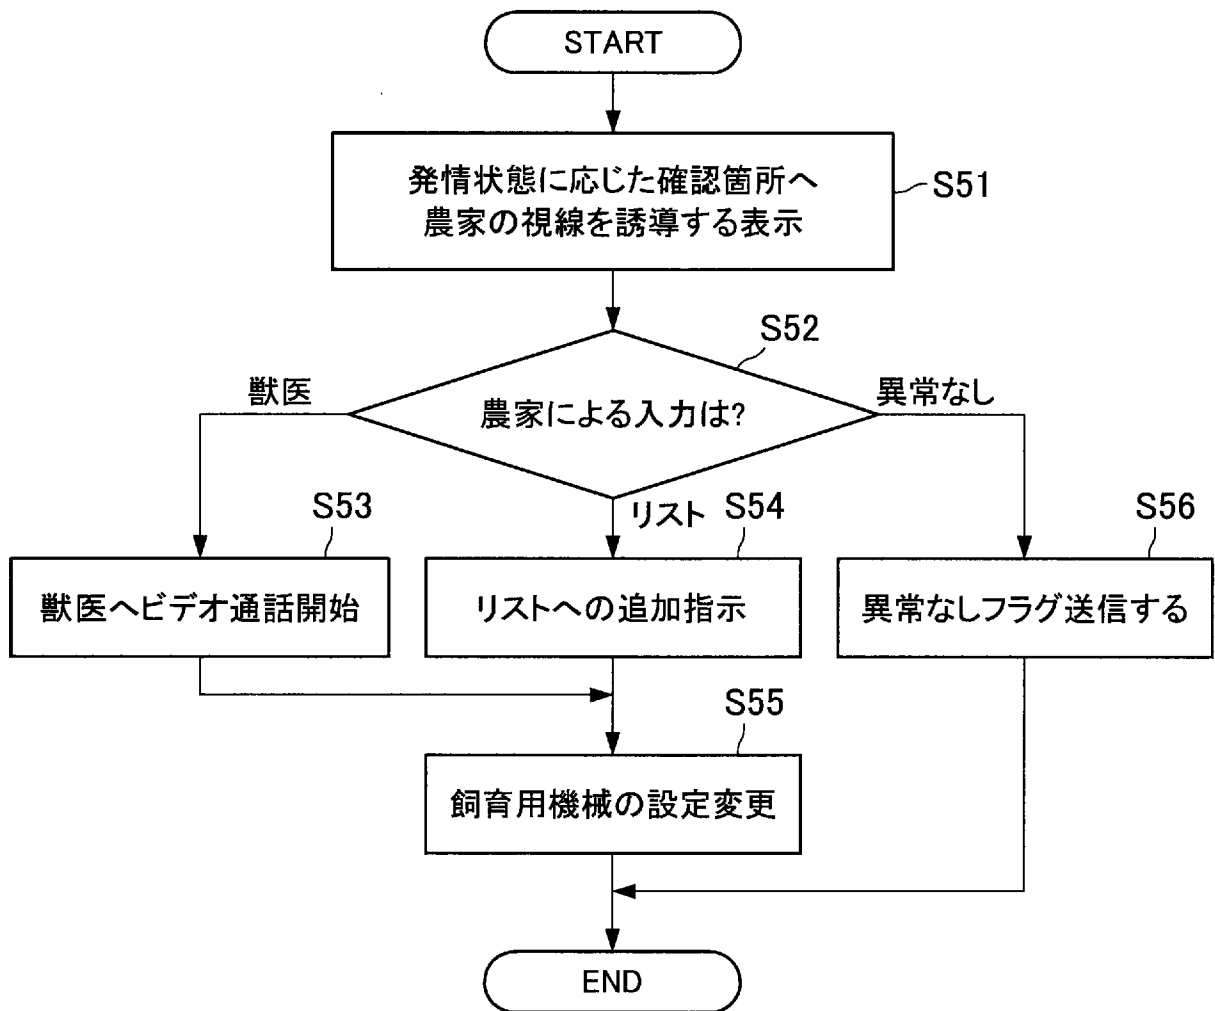 START
発情状態に応じた確認箇所へ
農家の視線を誘導する表示
S51
S52
農家による入力は?
獣医
異常なし
リスト
S53
獣医へビデオ通話開始
S54
リストへの追加指示
S56
異常なしフラグ送信する
S55
飼育用機械の設定変更
END